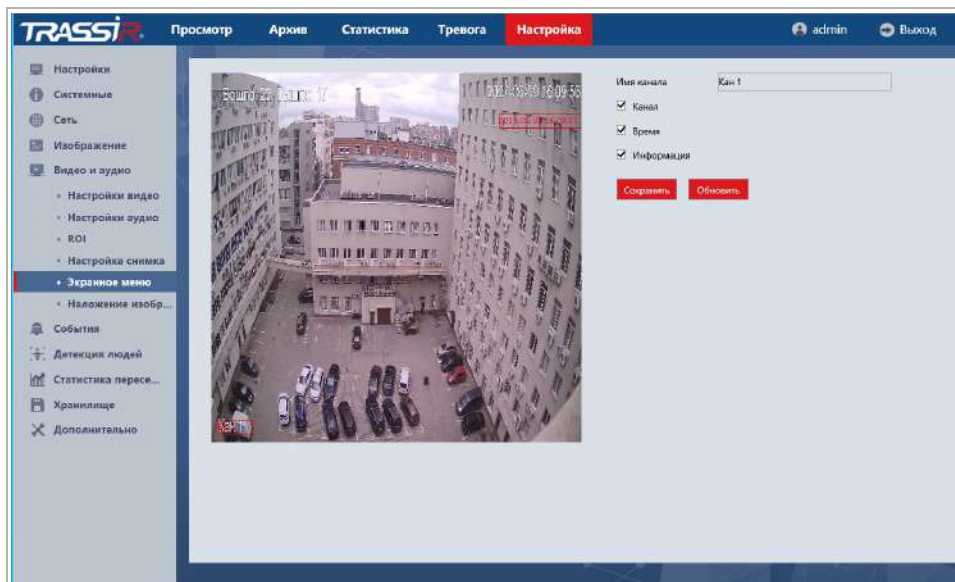 TRASSIR
Просмотр Архив Статистика Тревога Настройка admin Выход
Настройки
Системные
Сеть
Изображение
Видео и аудио
Настройки видео
Настройки аудио
ROI
Настройка снимка
Экранное меню
Наложение изобр...
События
Детекция людей
Статистика пересе...
Хранилище
Дополнительно
Имя канала Кан 1
Канал
Время
Информация
Сохранить Обновить
Кан 1